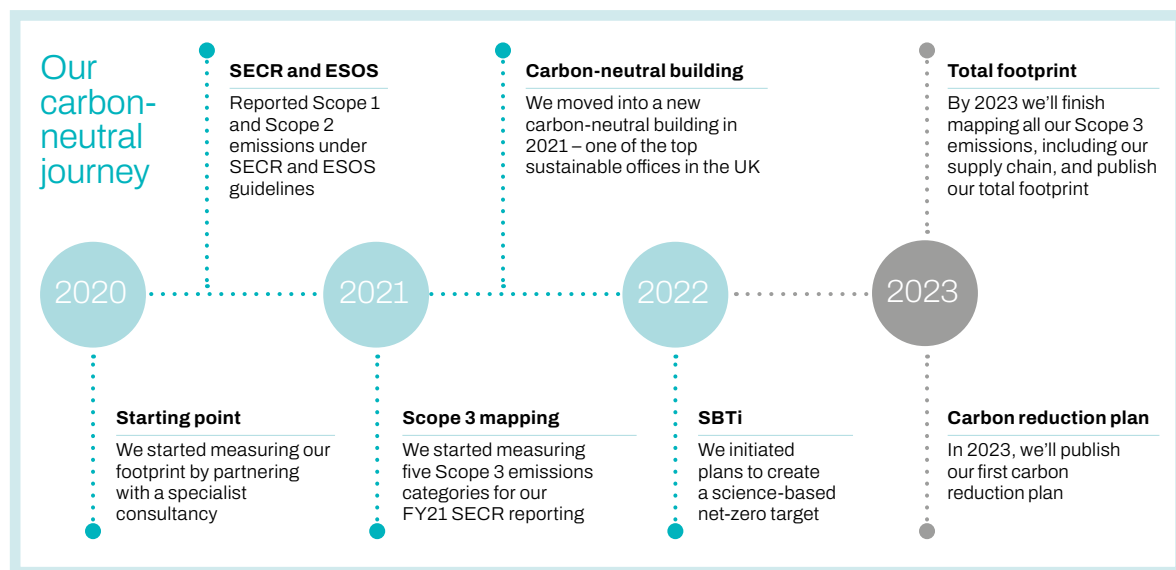 Our
carbon-
neutral
journey
SECR and ESOS
Reported Scope 1
and Scope 2
emissions under
SECR and ESOS
guidelines
Carbon-neutral building
We moved into a new
carbon-neutral building in
2021 – one of the top
sustainable offices in the UK
Total footprint
By 2023 we’ll finish
mapping all our Scope 3
emissions, including our
supply chain, and publish
our total footprint
2020
2021
2022
2023
Starting point
We started measuring our
footprint by partnering
with a specialist
consultancy
Scope 3 mapping
We started measuring
five Scope 3 emissions
categories for our
FY21 SECR reporting
SBTi
We initiated
plans to create
a science-based
net-zero target
Carbon reduction plan
In 2023, we’ll publish
our first carbon
reduction plan